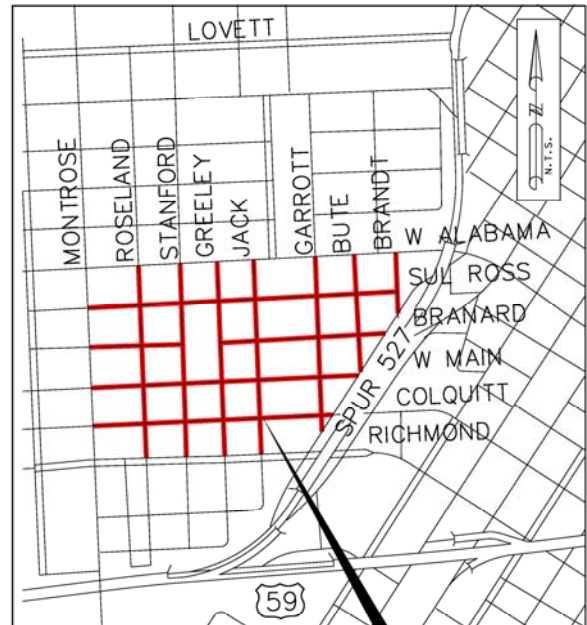 LOVETT
N
N.T.S.
MONTROSE
ROSELAND
STANFORD
GREELEY
JACK
GARROTT
BUTE
BRANDT
W ALABAMA
SUL ROSS
BRANARD
W MAIN
COLQUITT
RICHMOND
SPUR 527
59